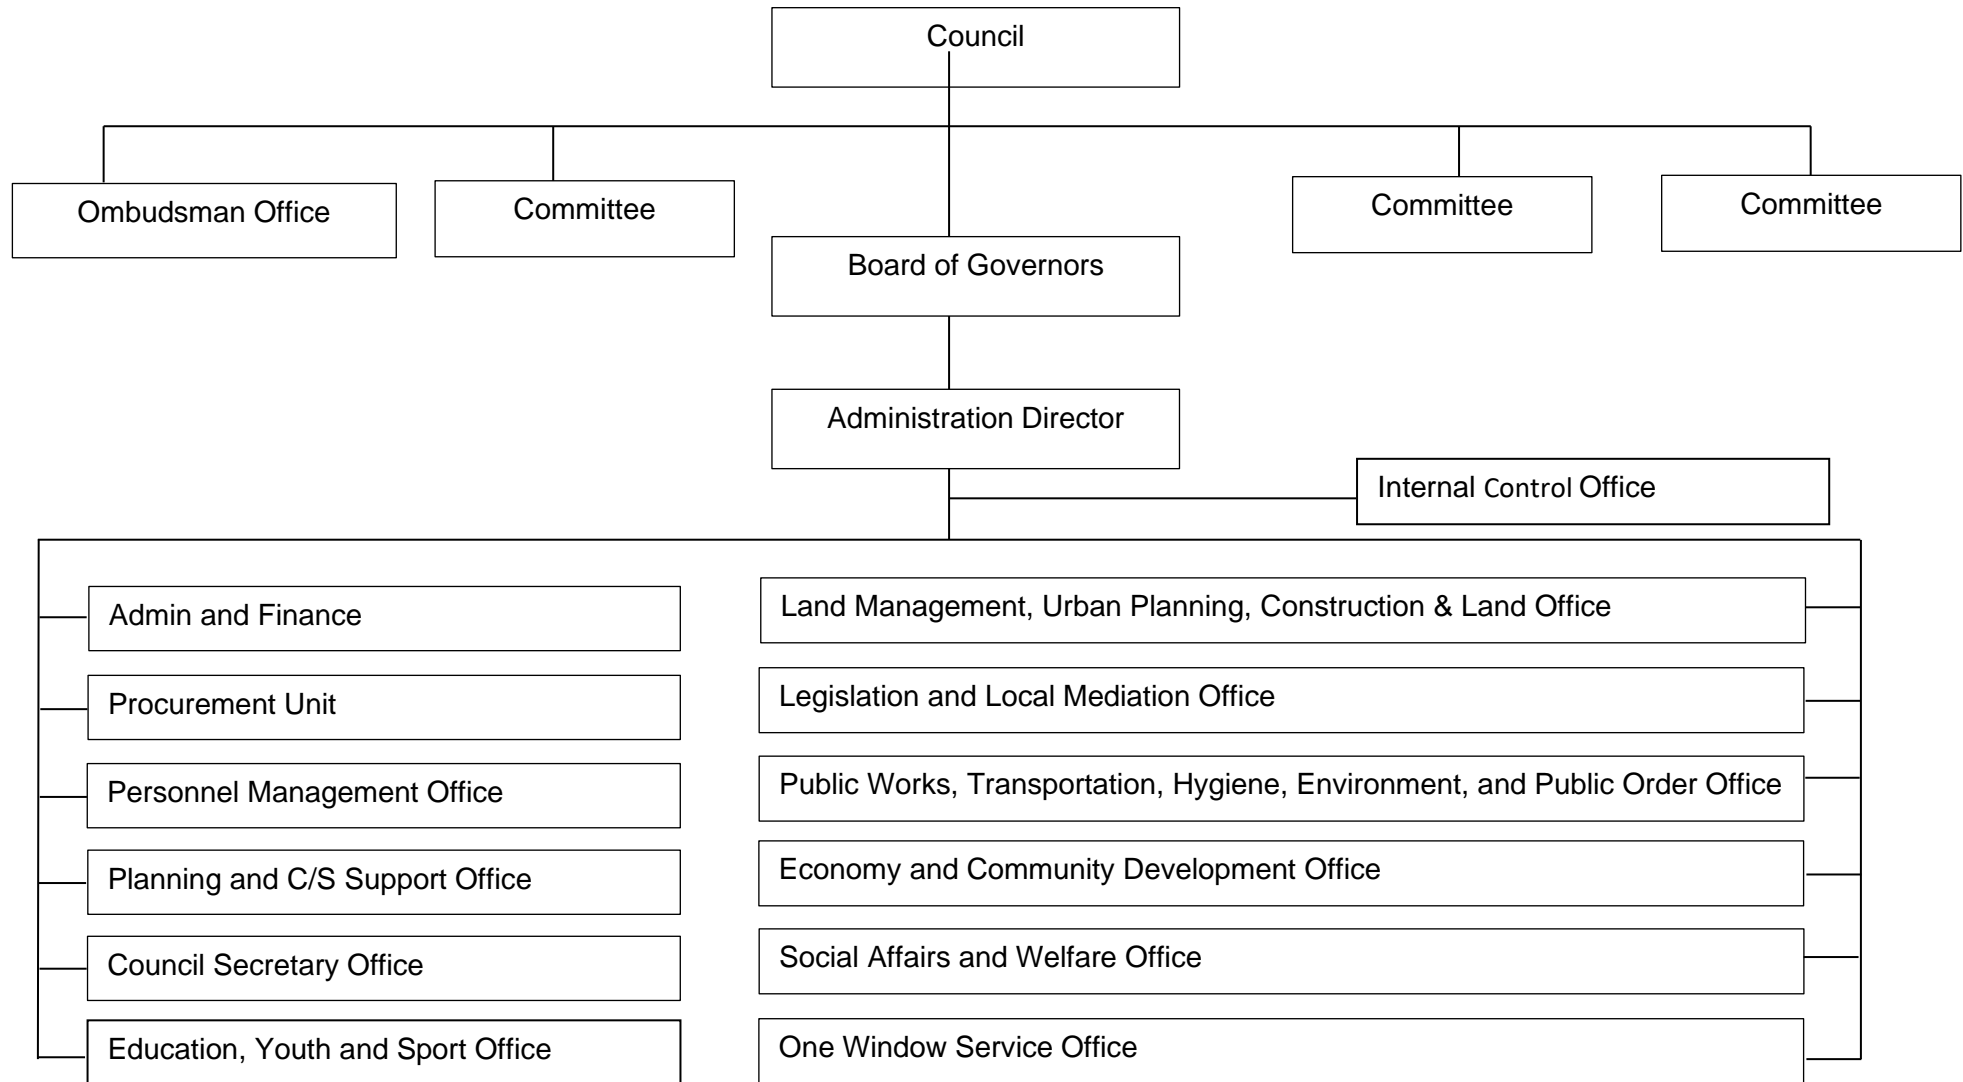 Council
Ombudsman Office
Committee
Committee
Committee
Board of Governors
Administration Director
Internal Control Office
Admin and Finance
Procurement Unit
Personnel Management Office
Planning and C/S Support Office
Council Secretary Office
Education, Youth and Sport Office
Land Management, Urban Planning, Construction & Land Office
Legislation and Local Mediation Office
Public Works, Transportation, Hygiene, Environment, and Public Order Office
Economy and Community Development Office
Social Affairs and Welfare Office
One Window Service Office